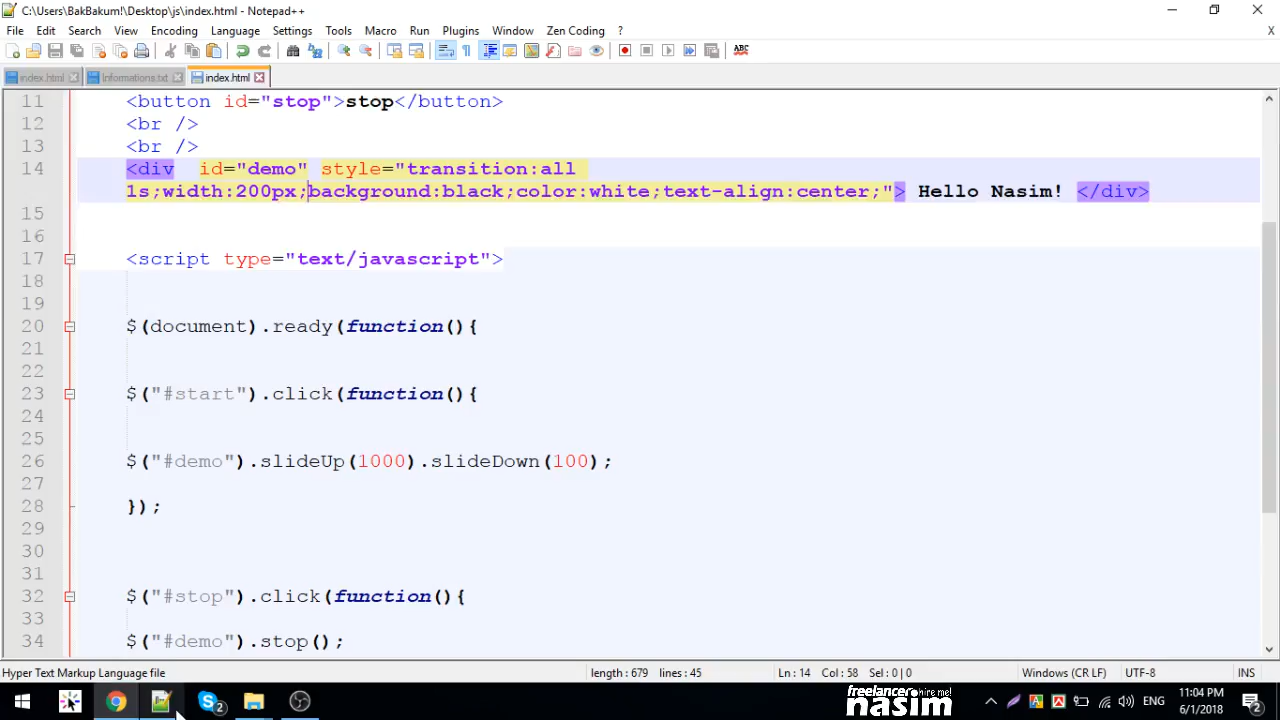 C:\Users\BakBakum!\Desktop\js\index.html - Notepad++
File Edit Search View Encoding Language Settings Tools Macro Run Plugins Window Zen Coding ? X
ABC
index.html Informations.txt index.html
11 <button id="stop">stop</button>
12 <br />
13 <br />
14 <div id="demo" style="transition:all
1s;width:200px;background:black;color:white;text-align:center;"> Hello Nasim! </div>
15
16
17 <script type="text/javascript">
18
19
20 $(document).ready(function(){
21
22
23 $("#start").click(function(){
24
25
26 $("#demo").slideUp(1000).slideDown(100);
27
28 });
29
30
31
32 $("#stop").click(function(){
33
34 $("#demo").stop();
Hyper Text Markup Language file length : 679 lines : 45 Ln : 14 Col : 58 Sel : 0 | 0 Windows (CR LF) UTF-8 INS
2
freelancer hire me!
nasim
ENG
11:04 PM
6/1/2018
2